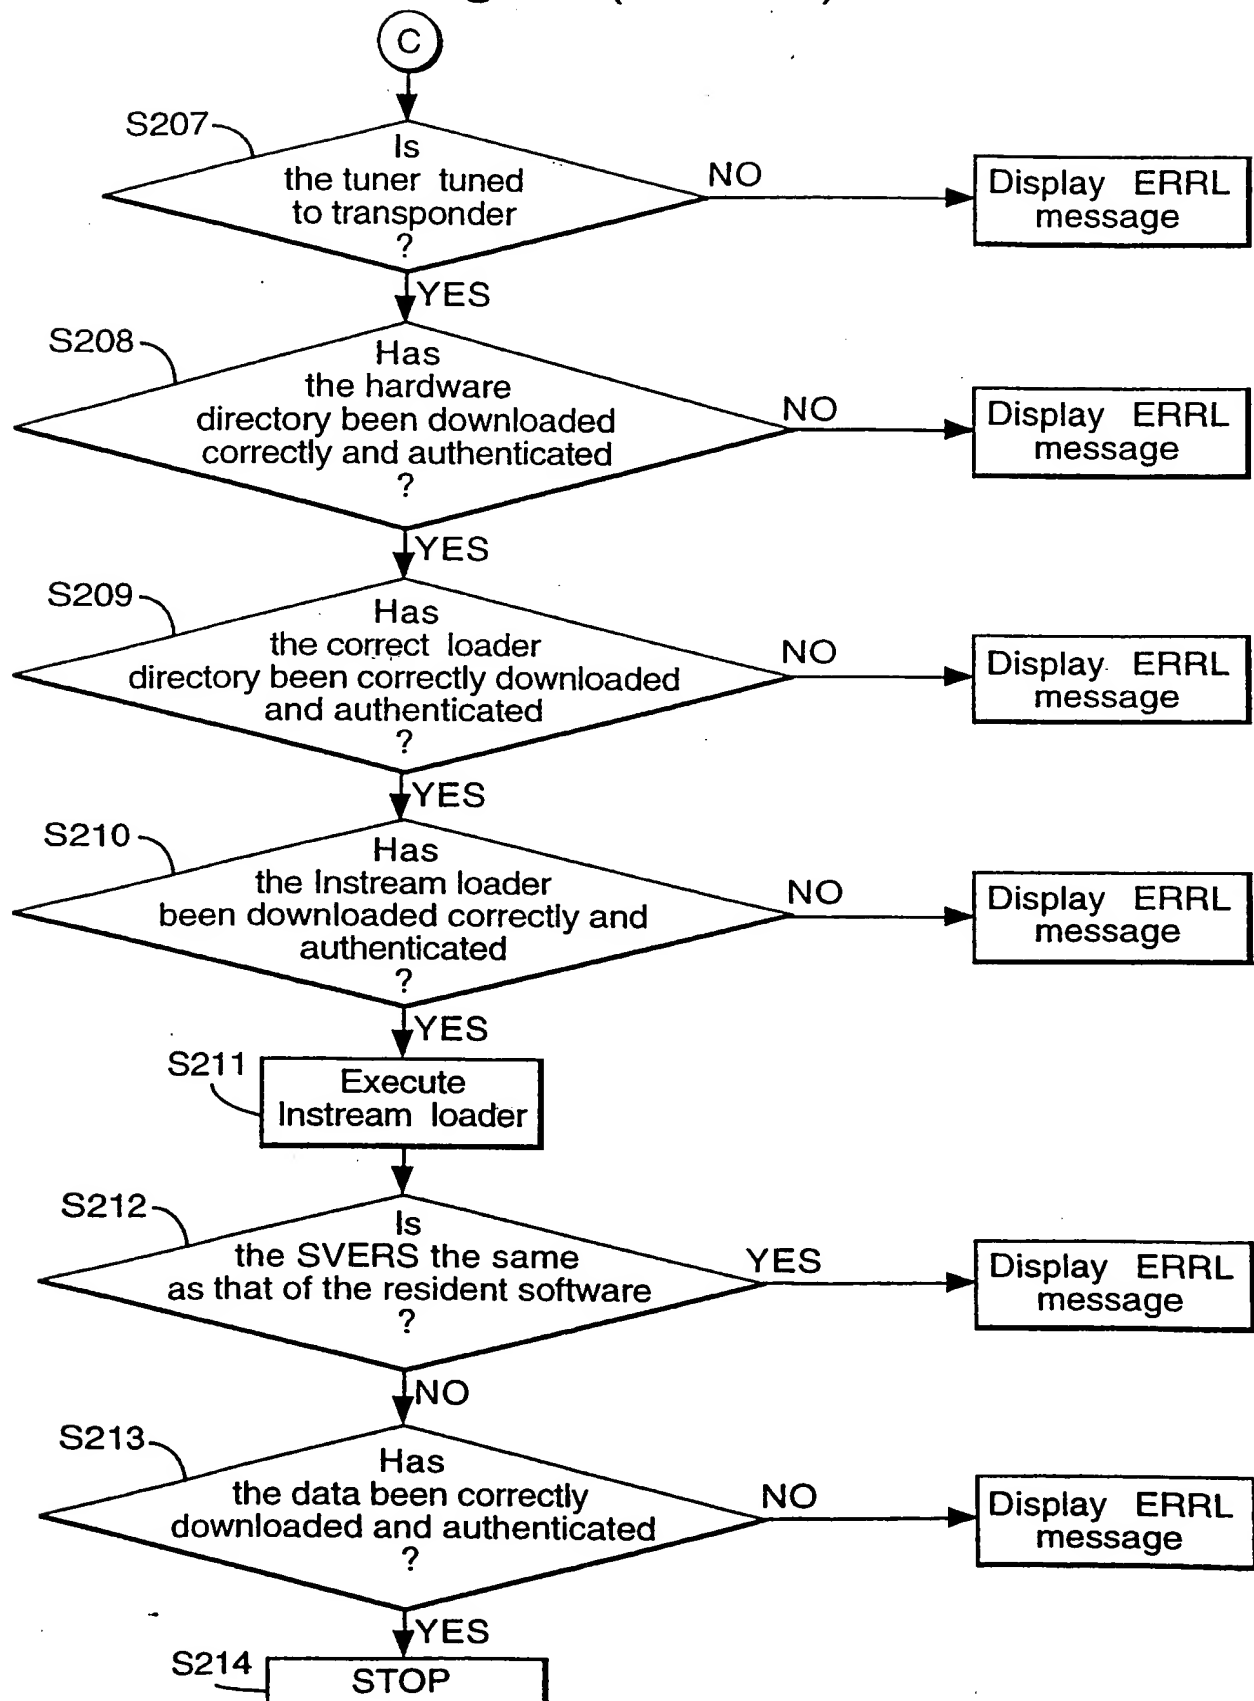 C
S207
Is
the tuner tuned
to transponder
?
NO
Display ERRL
message
YES
S208
Has
the hardware
directory been downloaded
correctly and authenticated
?
NO
Display ERRL
message
YES
S209
Has
the correct loader
directory been correctly downloaded
and authenticated
?
NO
Display ERRL
message
YES
S210
Has
the Instream loader
been downloaded correctly and
authenticated
?
NO
Display ERRL
message
YES
S211
Execute
Instream loader
S212
Is
the SVERS the same
as that of the resident software
?
YES
Display ERRL
message
NO
S213
Has
the data been correctly
downloaded and authenticated
?
NO
Display ERRL
message
YES
S214
STOP